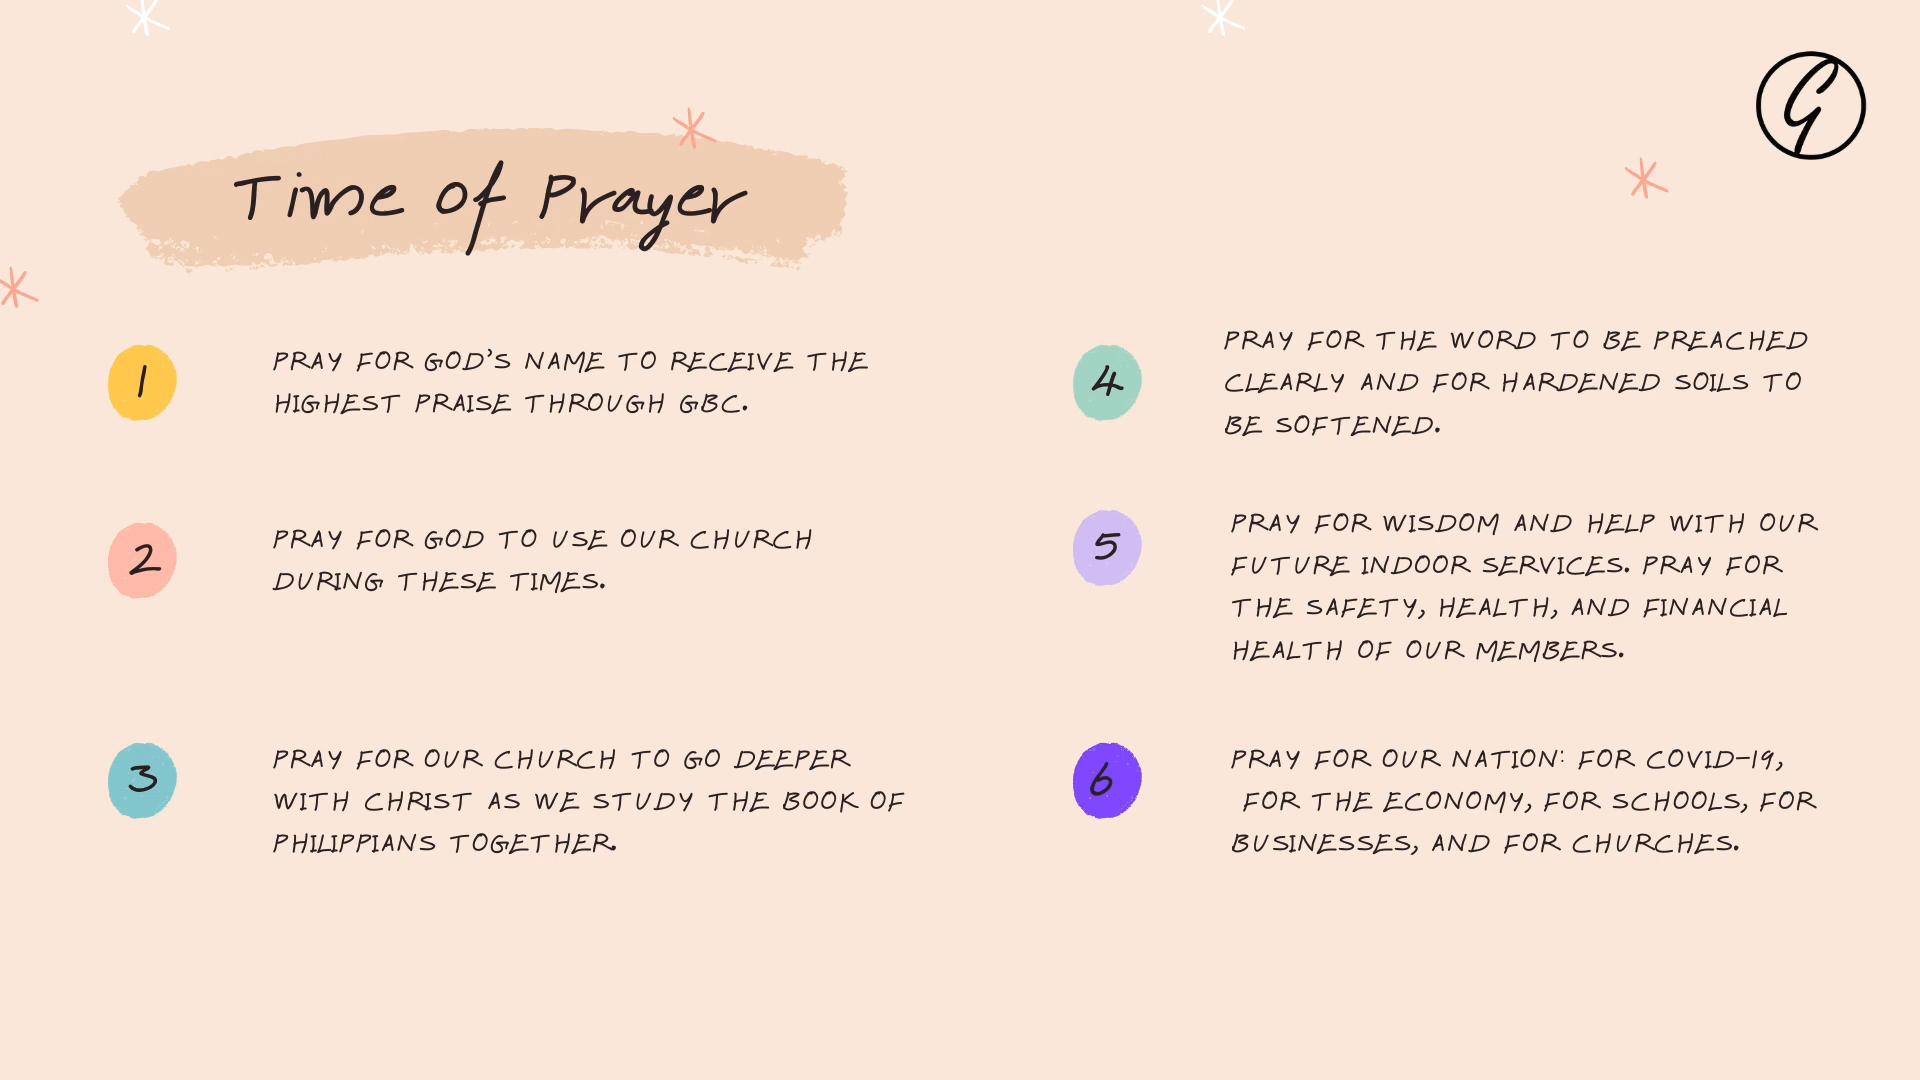 Time of Prayer
1
PRAY FOR GOD'S NAME TO RECEIVE THE
HIGHEST PRAISE THROUGH GBC.
2
PRAY FOR GOD TO USE OUR CHURCH
DURING THESE TIMES.
3
PRAY FOR OUR CHURCH TO GO DEEPER
WITH CHRIST AS WE STUDY THE BOOK OF
PHILIPPIANS TOGETHER.
G
4
PRAY FOR THE WORD TO BE PREACHED
CLEARLY AND FOR HARDENED SOILS TO
BE SOFTENED.
5
PRAY FOR WISDOM AND HELP WITH OUR
FUTURE INDOOR SERVICES. PRAY FOR
THE SAFETY, HEALTH, AND FINANCIAL
HEALTH OF OUR MEMBERS.
6
PRAY FOR OUR NATION: FOR COVID-19,
FOR THE ECONOMY, FOR SCHOOLS, FOR
BUSINESSES, AND FOR CHURCHES.